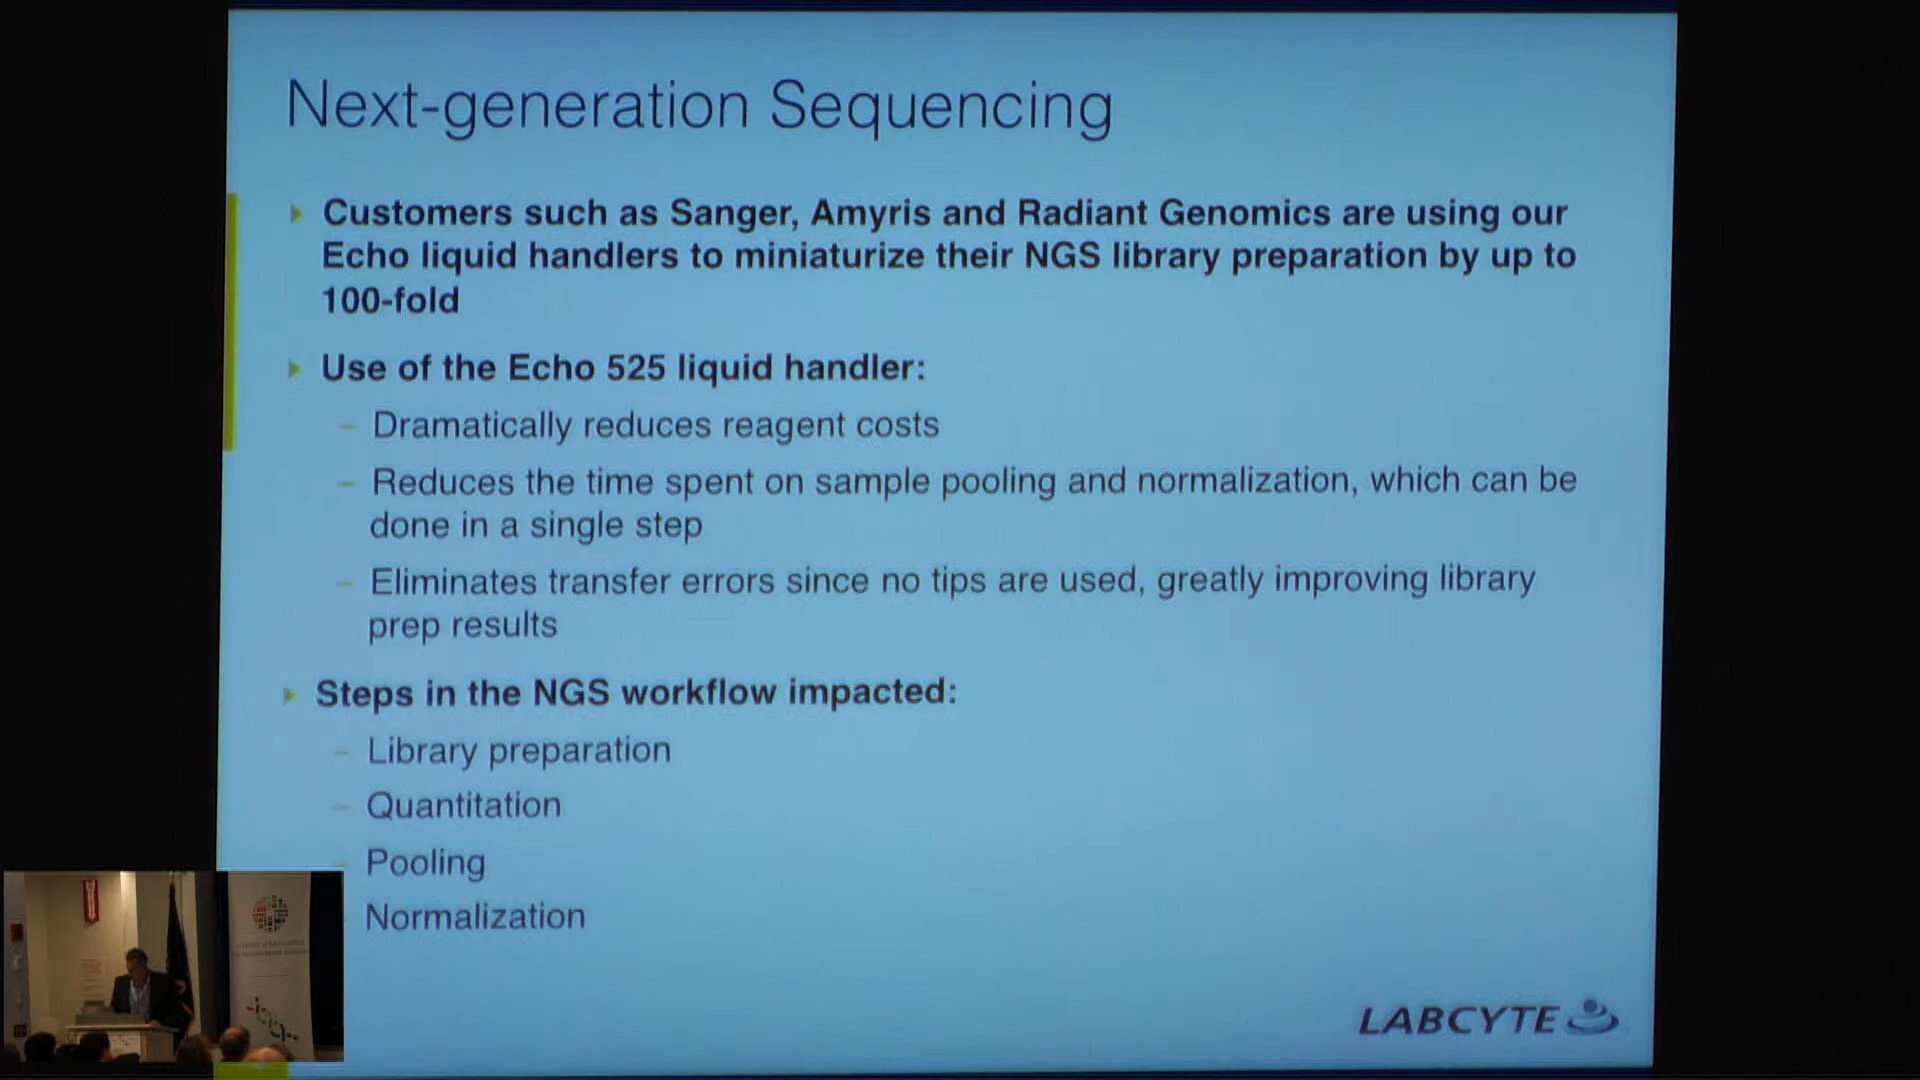 Next-generation Sequencing
Customers such as Sanger, Amyris and Radiant Genomics are using our
Echo liquid handlers to miniaturize their NGS library preparation by up to
100-fold
Use of the Echo 525 liquid handler:
– Dramatically reduces reagent costs
– Reduces the time spent on sample pooling and normalization, which can be
done in a single step
– Eliminates transfer errors since no tips are used, greatly improving library
prep results
Steps in the NGS workflow impacted:
– Library preparation
– Quantitation
– Pooling
Normalization
LABCYTE